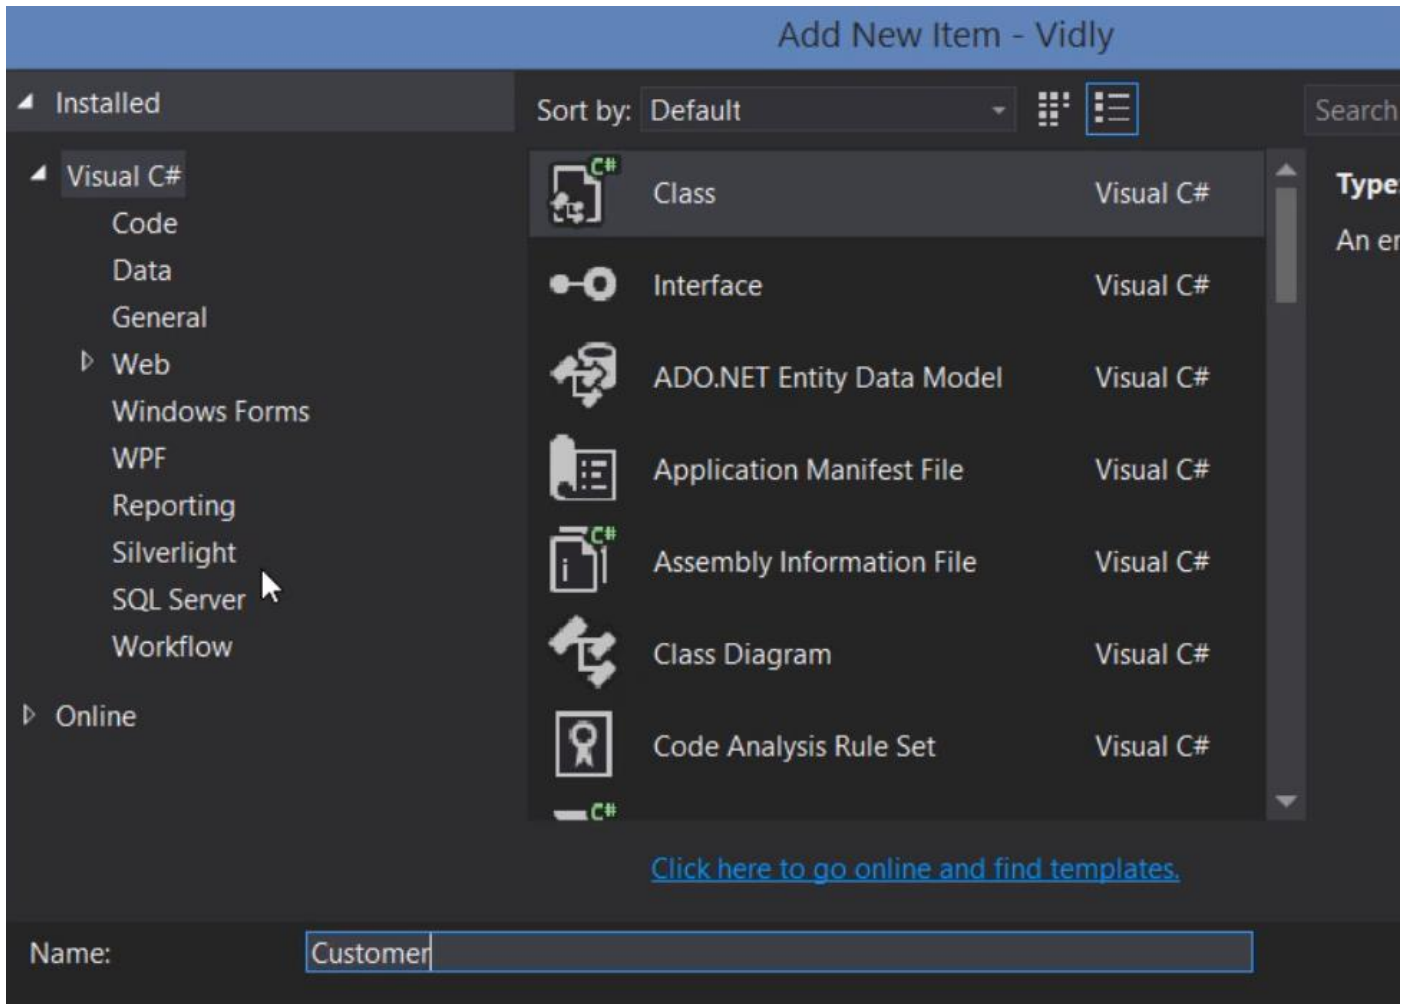 Add New Item - Vidly
Installed
Sort by: Default
Search
Visual C#
Code
Data
General
Web
Windows Forms
WPF
Reporting
Silverlight
SQL Server
Workflow
Online
C#
Class Visual C#
Interface Visual C#
ADO.NET Entity Data Model Visual C#
Application Manifest File Visual C#
C#
Assembly Information File Visual C#
Class Diagram Visual C#
Code Analysis Rule Set Visual C#
C#
Type:
An
Click here to go online and find templates.
Name: Customer